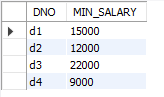 DNO MIN_SALARY
d1 15000
d2 12000
d3 22000
d4 9000